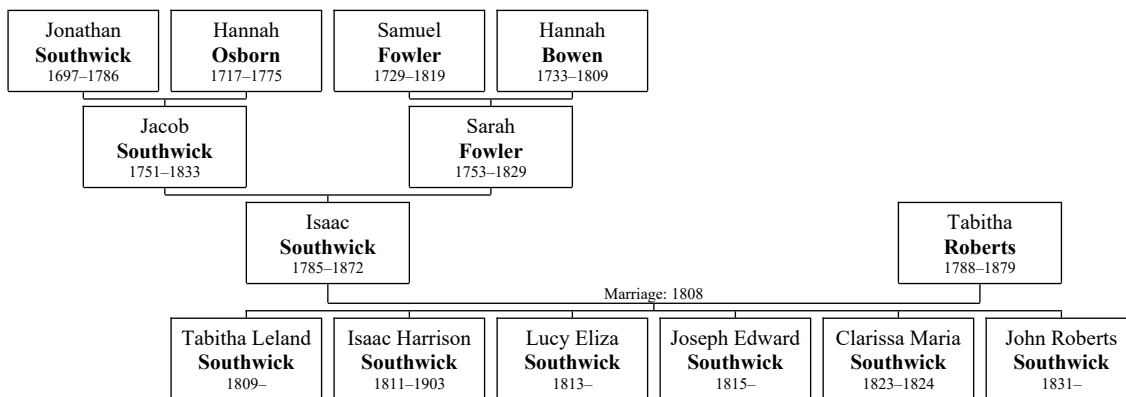 Jonathan
Southwick
1697–1786
Hannah
Osborn
1717–1775
Samuel
Fowler
1729–1819
Hannah
Bowen
1733–1809
Jacob
Southwick
1751–1833
Sarah
Fowler
1753–1829
Isaac
Southwick
1785–1872
Tabitha
Roberts
1788–1879
Marriage: 1808
Tabitha Leland
Southwick
1809–
Isaac Harrison
Southwick
1811–1903
Lucy Eliza
Southwick
1813–
Joseph Edward
Southwick
1815–
Clarissa Maria
Southwick
1823–1824
John Roberts
Southwick
1831–